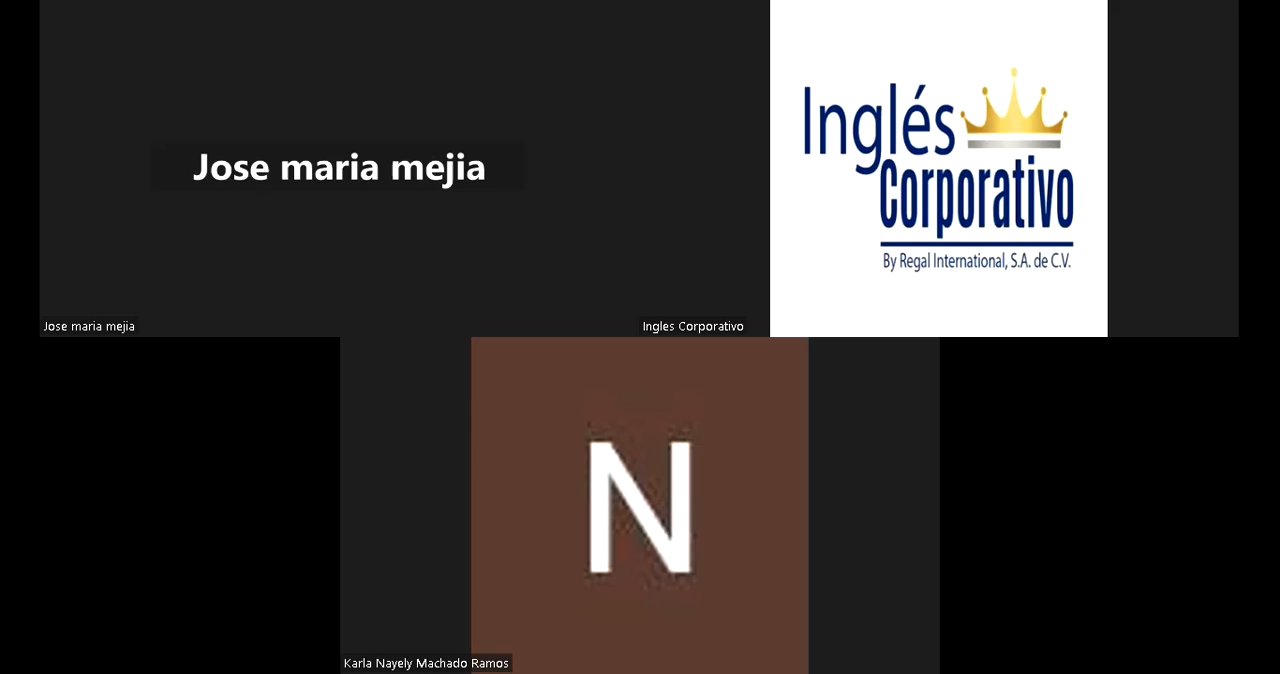 Jose maria mejia
Jose maria mejia
Inglés
Corporativo
By Regal International, S.A. de C.V.
Ingles Corporativo
N
Karla Nayely Machado Ramos